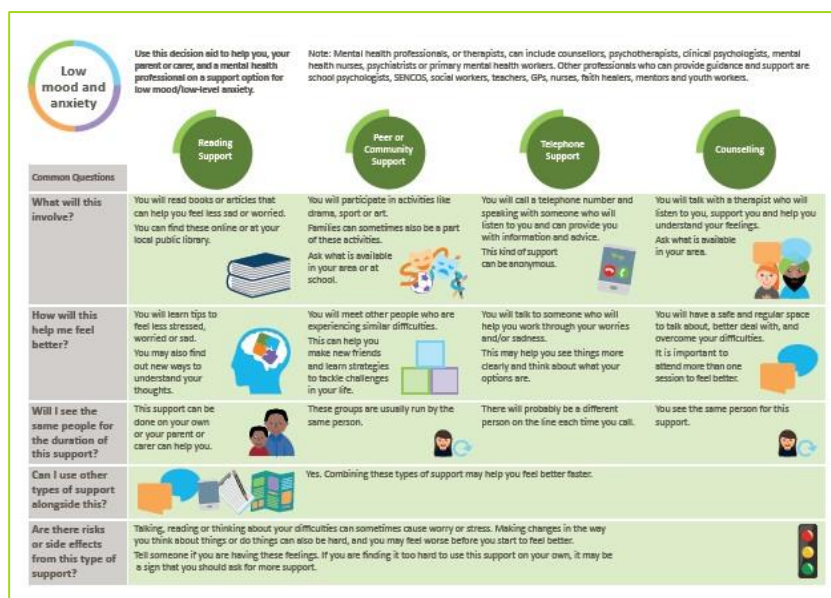 Low
mood and
anxiety
Use this decision aid to help you, your
parent or carer, and a mental health
professional on a support option for
low mood/low-level anxiety.
Note: Mental health professionals, or therapists, can include counsellors, psychotherapists, clinical psychologists, mental
health nurses, psychiatrists or primary mental health workers. Other professionals who can provide guidance and support are
school psychologists, SENCOS, social workers, teachers, GPs, nurses, faith healers, mentors and youth workers.
Common Questions
Reading
Support
Peer or
Community
Support
Telephone
Support
Counselling
What will this
involve?
You will read books or articles that
can help you feel less sad or worried.
You can find these online or at your
local public library.
You will participate in activities like
drama, sport or art.
Families can sometimes also be a part
of these activities.
Ask what is available
in your area or at
school.
You will call a telephone number and
speaking with someone who will
listen to you and can provide you
with information and advice.
This kind of support
can be anonymous.
You will talk with a therapist who will
listen to you, support you and help you
understand your feelings.
Ask what is available
in your area.
How will this
help me feel
better?
You will learn tips to
feel less stressed,
worried or sad.
You may also find
out new ways to
understand your
thoughts.
You will meet other people who are
experiencing similar difficulties.
This can help you
make new friends
and learn strategies
to tackle challenges
in your life.
You will talk to someone who will
help you work through your worries
and/or sadness.
This may help you see things more
clearly and think about what your
options are.
You will have a safe and regular space
to talk about, better deal with, and
overcome your difficulties.
It is important to
attend more than one
session to feel better.
Will I see the
same people for
the duration of
this support?
This support can be
done on your own
or your parent or
carer can help you.
These groups are usually run by the
same person.
There will probably be a different
person on the line each time you call.
You see the same person for this
support.
Can I use other
types of support
alongside this?
Yes. Combining these types of support may help you feel better faster.
Are there risks
or side effects
from this type of
support?
Talking, reading or thinking about your difficulties can sometimes cause worry or stress. Making changes in the way
you think about things or do things can also be hard, and you may feel worse before you start to feel better.
Tell someone if you are having these feelings. If you are finding it too hard to use this support on your own, it may be
a sign that you should ask for more support.